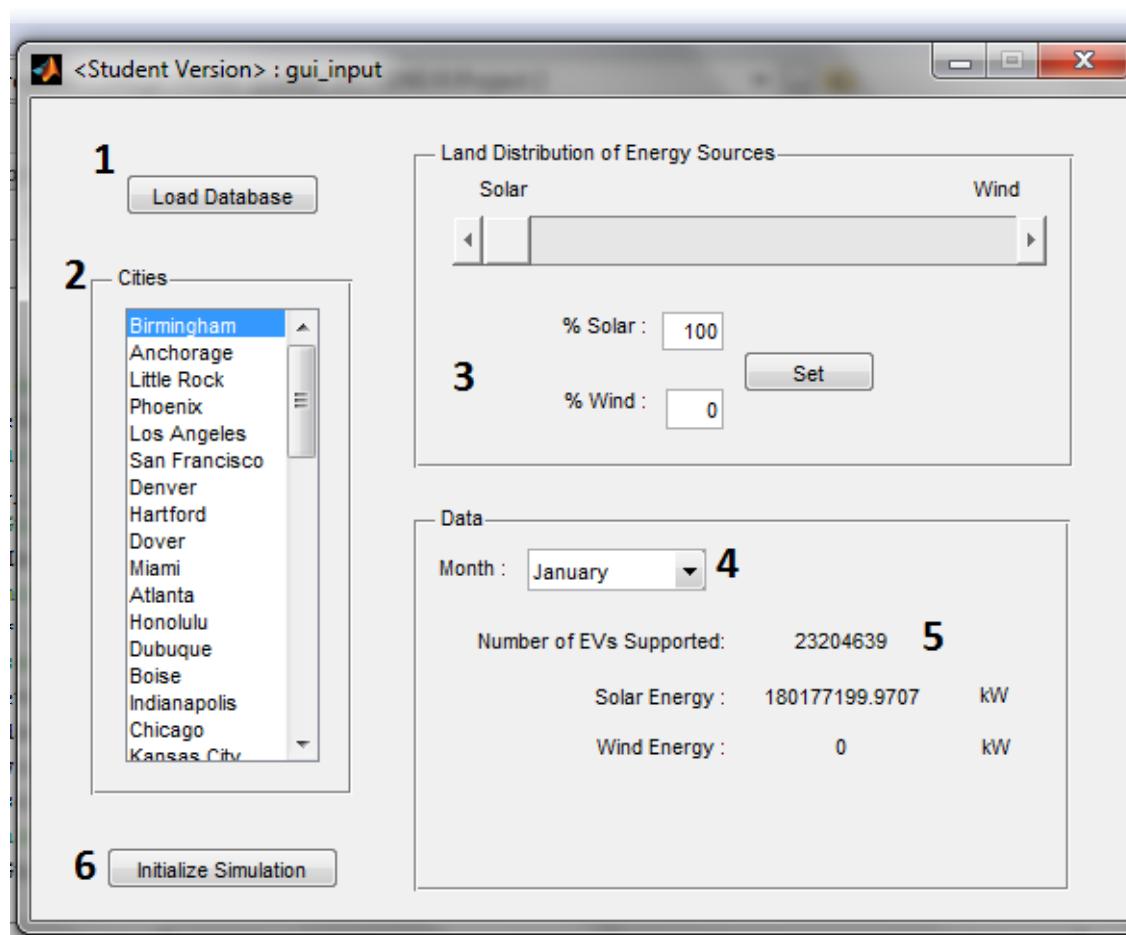 <Student Version> : gui_input
1
Load Database
2
Cities
Birmingham
Anchorage
Little Rock
Phoenix
Los Angeles
San Francisco
Denver
Hartford
Dover
Miami
Atlanta
Honolulu
Dubuque
Boise
Indianapolis
Chicago
Kansas City
6
Initialize Simulation
Land Distribution of Energy Sources
Solar Wind
3
% Solar : 100
% Wind : 0
Set
Data
Month : January 4
Number of EVs Supported: 23204639 5
Solar Energy : 180177199.9707 kW
Wind Energy : 0 kW